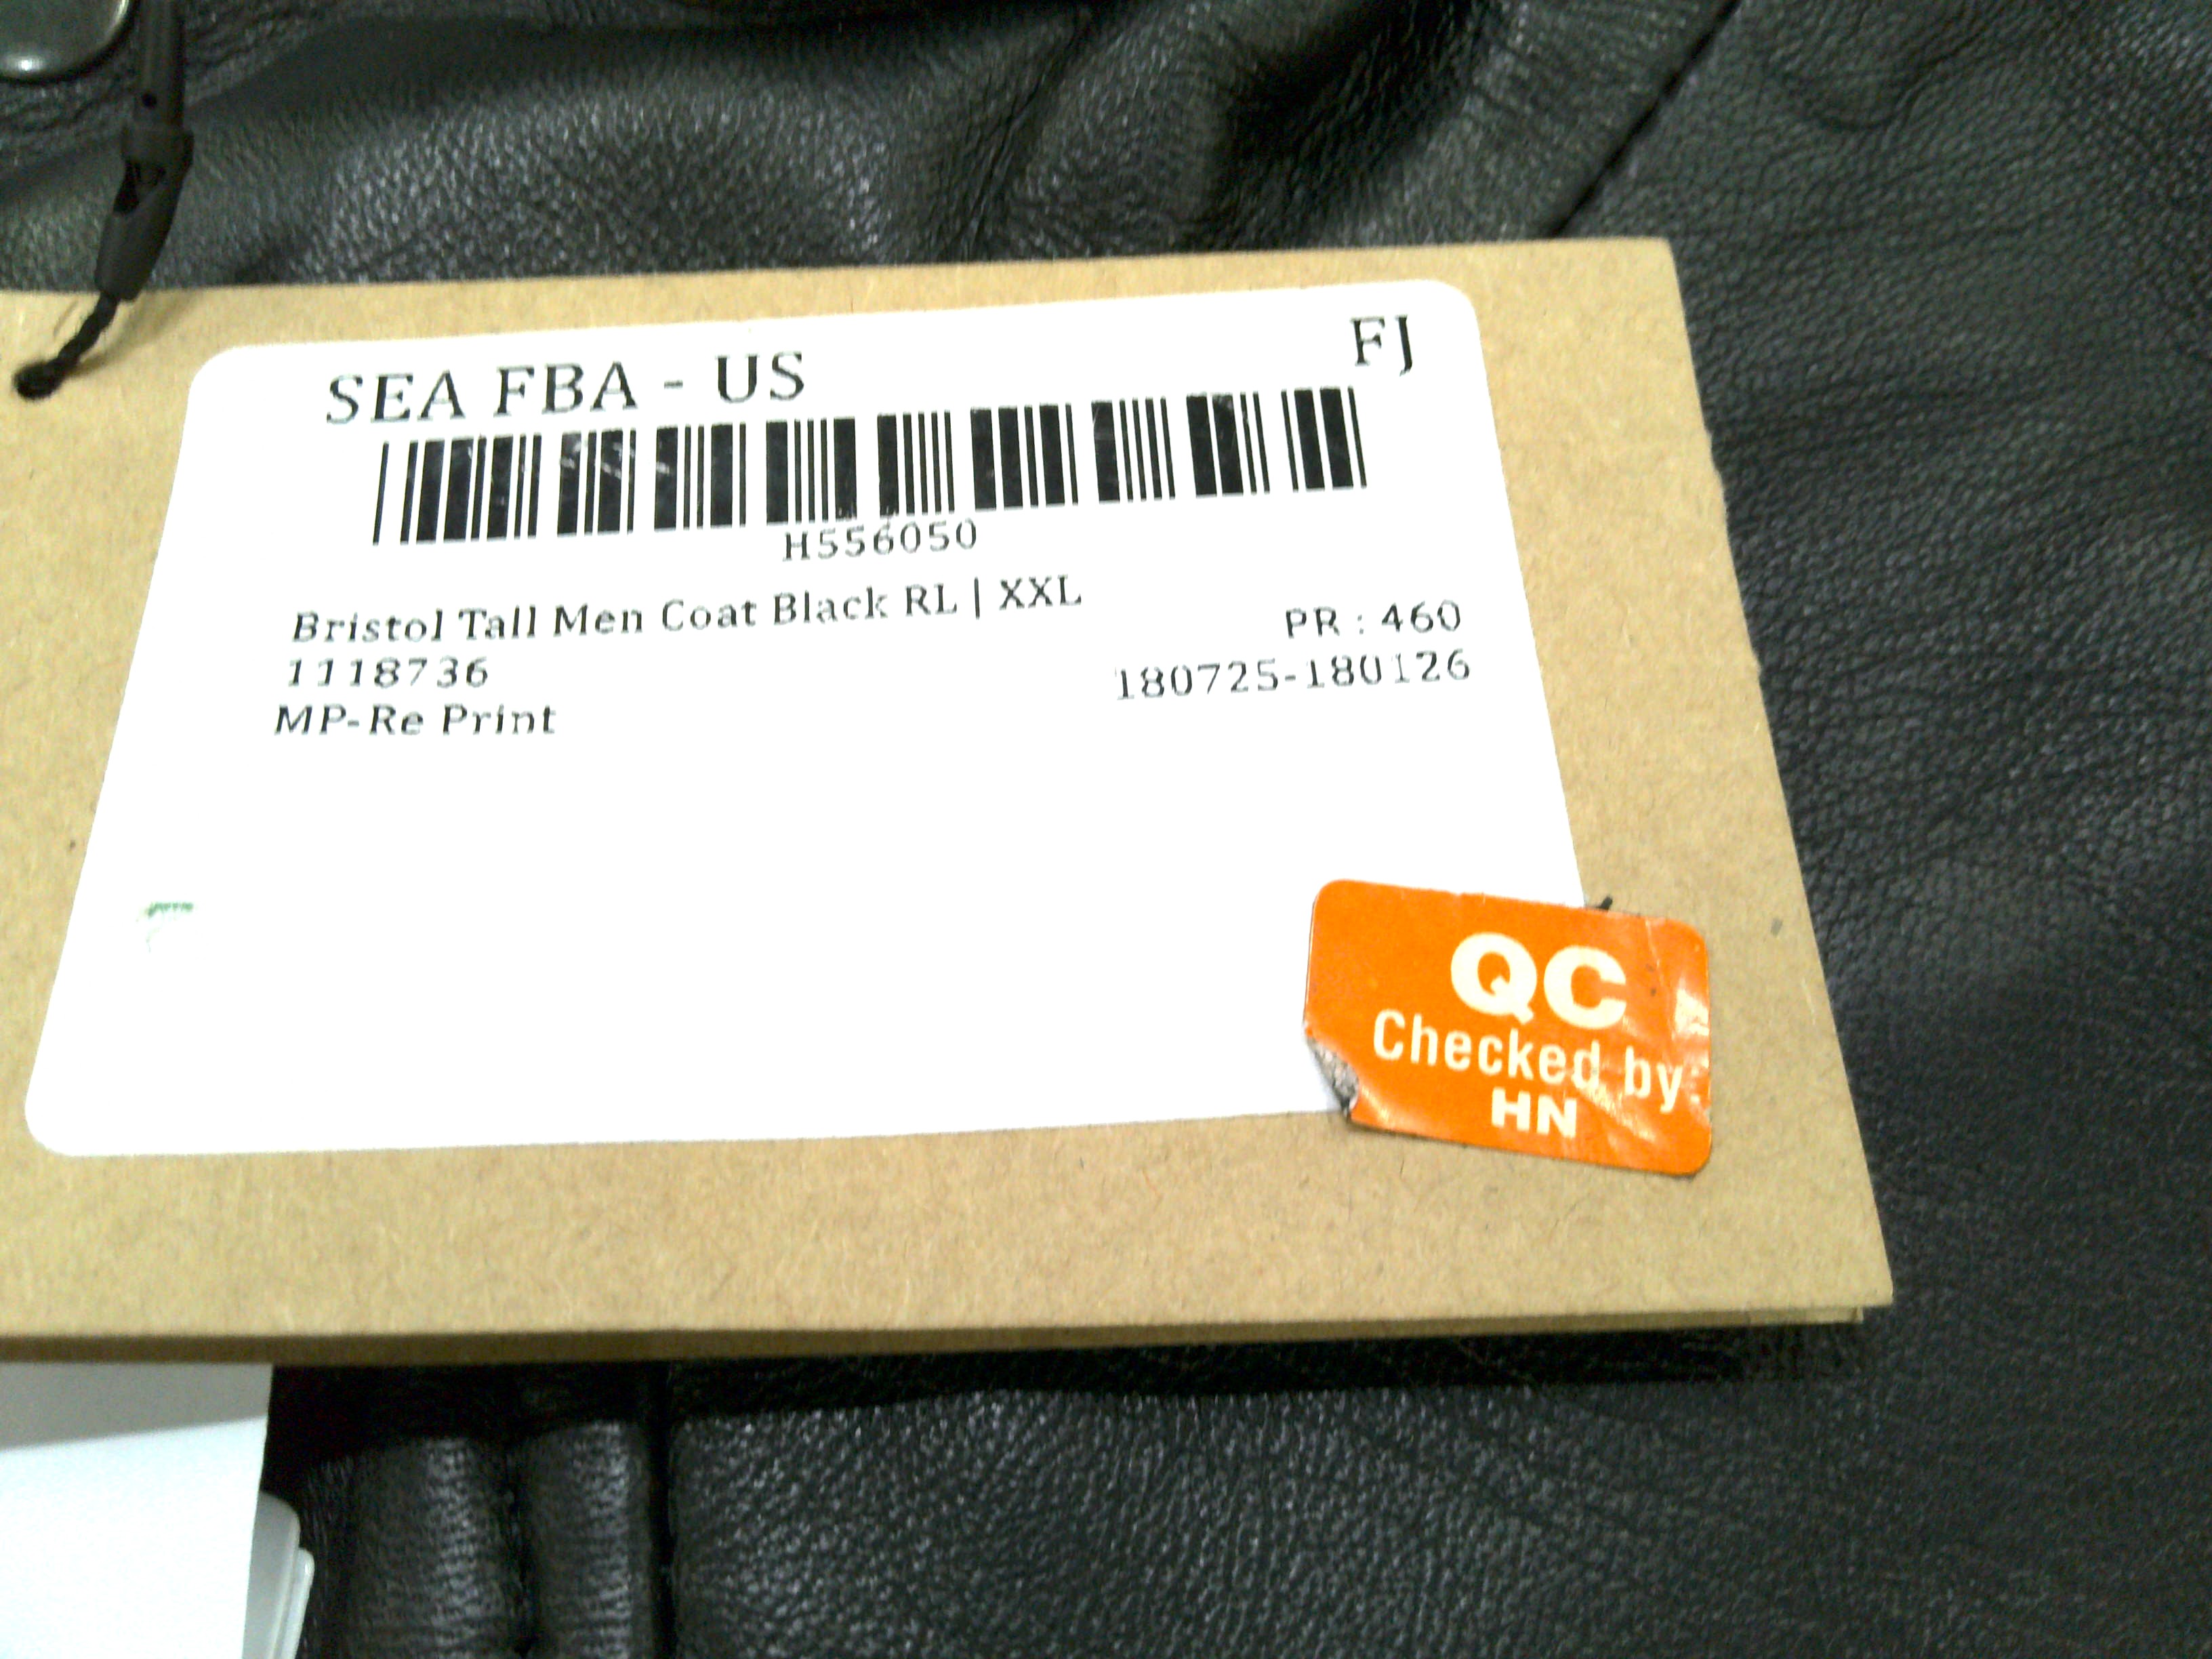 SEA FBA - US
FJ
H556050
Bristol Tall Men Coat Black RL | XXL
PR : 460
1118736
180725-180126
MP-Re Print
QC
Checked by
HN